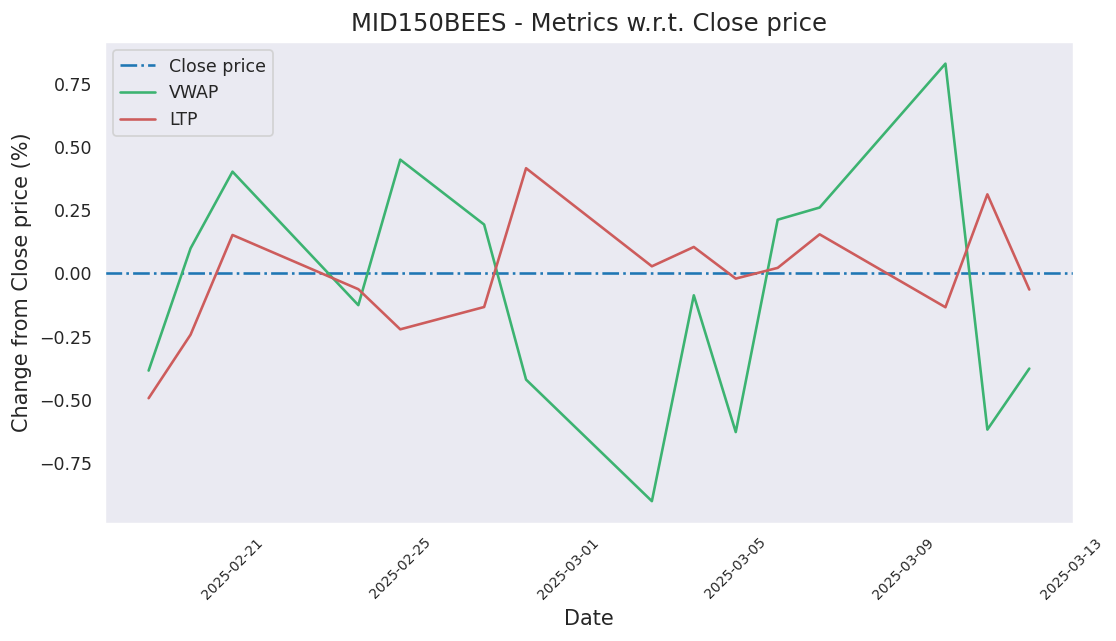 MID150BEES - Metrics w.r.t. Close price
Close price
VWAP
LTP
Change from Close price (%)
0.75
0.50
0.25
0.00
−0.25
−0.50
−0.75
2025-02-21
2025-02-25
2025-03-01
2025-03-05
2025-03-09
2025-03-13
Date